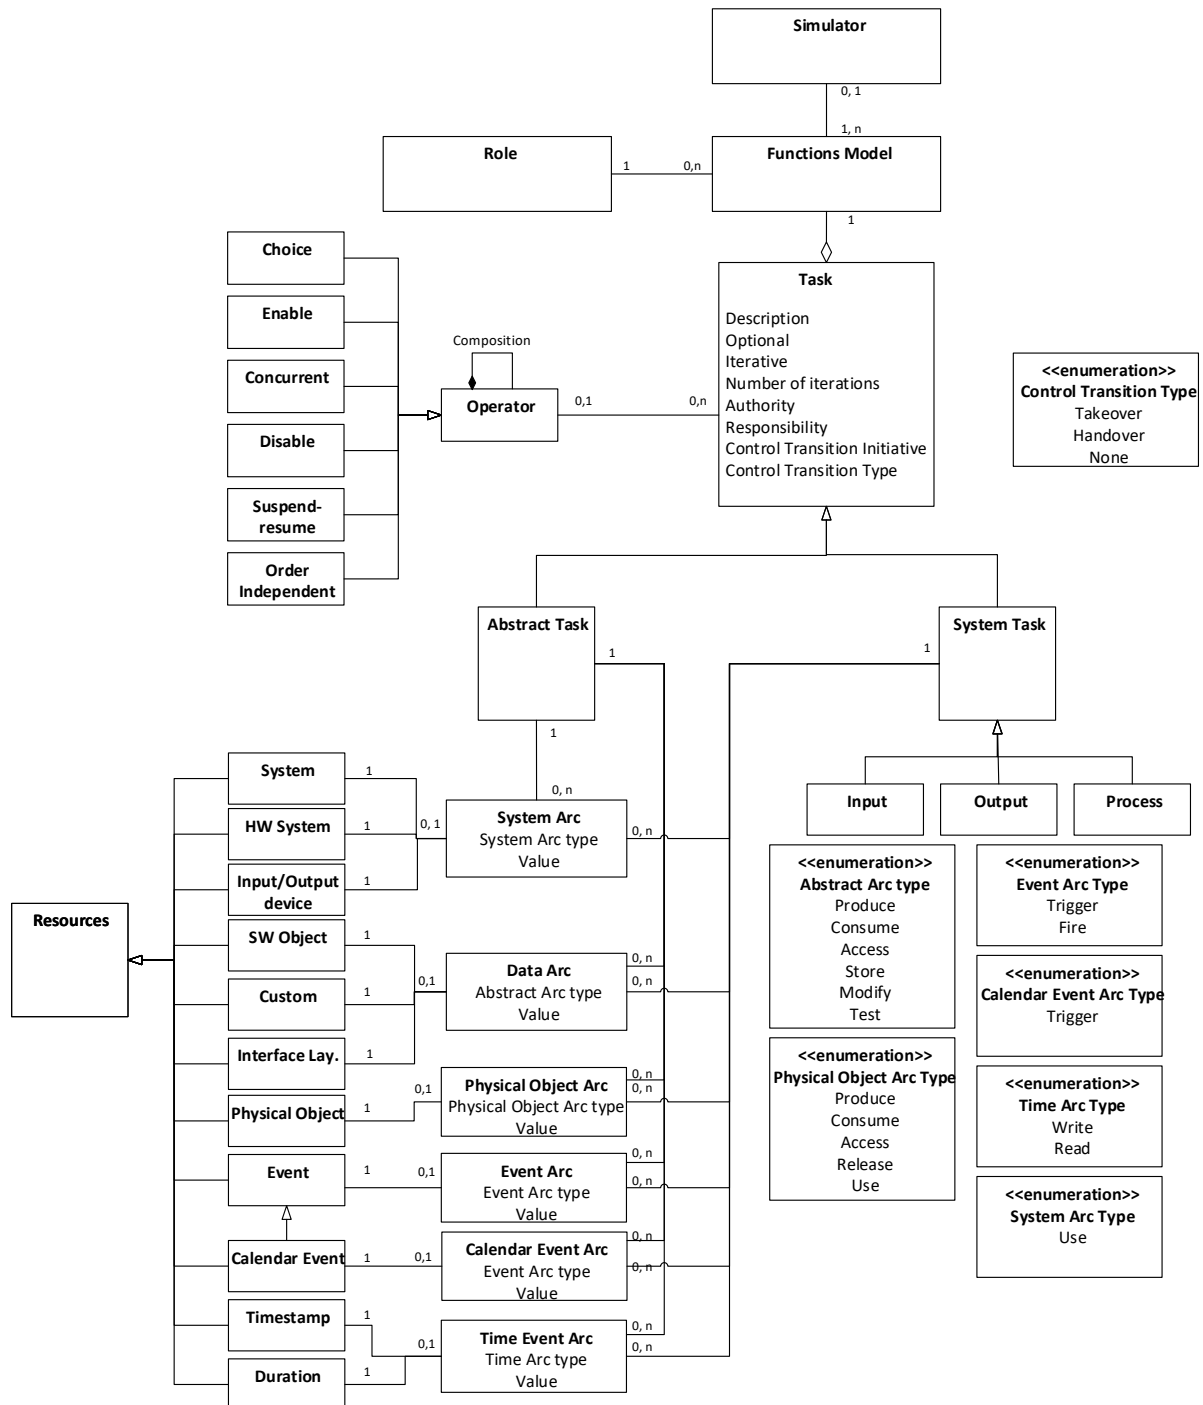 Simulator
0, 1
1, n
Role
1
0,n
Functions Model
1
Choice
Enable
Concurrent
Disable
Suspend-
resume
Order
Independent
Composition
Operator
0,1
0,n
Task
Description
Optional
Iterative
Number of iterations
Authority
Responsibility
Control Transition Initiative
Control Transition Type
<<enumeration>>
Control Transition Type
Takeover
Handover
None
Abstract Task
1
1
System Task
1
Input
Output
Process
Resources
System
1
HW System
1
Input/Output
device
1
SW Object
1
Custom
1
Interface Lay.
1
Physical Object
1
Event
1
Calendar Event
1
Timestamp
1
Duration
1
0, n
0, 1
System Arc
System Arc type
Value
0, n
0,1
Data Arc
Abstract Arc type
Value
0, n
0, n
0,1
Physical Object Arc
Physical Object Arc type
Value
0, n
0, n
0,1
Event Arc
Event Arc type
Value
0, n
0, n
0,1
Calendar Event Arc
Event Arc type
Value
0, n
0, n
0,1
Time Event Arc
Time Arc type
Value
0, n
0, n
<<enumeration>>
Abstract Arc type
Produce
Consume
Access
Store
Modify
Test
<<enumeration>>
Event Arc Type
Trigger
Fire
<<enumeration>>
Calendar Event Arc Type
Trigger
<<enumeration>>
Physical Object Arc Type
Produce
Consume
Access
Release
Use
<<enumeration>>
Time Arc Type
Write
Read
<<enumeration>>
System Arc Type
Use